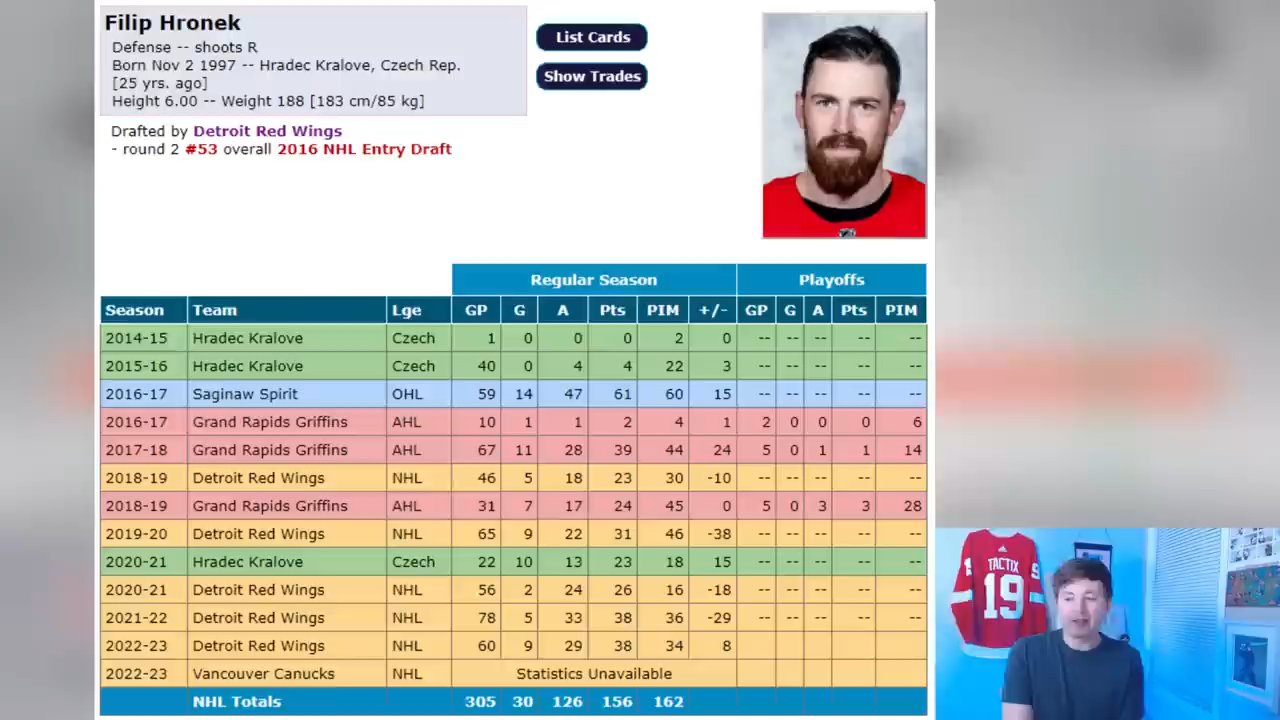 Filip Hronek
Defense -- shoots R
Born Nov 2 1997 -- Hradec Kralove, Czech Rep.
[25 yrs. ago]
Height 6.00 -- Weight 188 [183 cm/85 kg]
List Cards
Show Trades
Drafted by Detroit Red Wings
- round 2 #53 overall 2016 NHL Entry Draft
Regular Season Playoffs
Season Team Lge GP G A Pts PIM +/- GP G A Pts PIM
2014-15 Hradec Kralove Czech 1 0 0 0 2 0 -- -- -- -- --
2015-16 Hradec Kralove Czech 40 0 4 4 22 3 -- -- -- -- --
2016-17 Saginaw Spirit OHL 59 14 47 61 60 15 -- -- -- -- --
2016-17 Grand Rapids Griffins AHL 10 1 1 2 4 1 2 0 0 0 6
2017-18 Grand Rapids Griffins AHL 67 11 28 39 44 24 5 0 1 1 14
2018-19 Detroit Red Wings NHL 46 5 18 23 30 -10 -- -- -- -- --
2018-19 Grand Rapids Griffins AHL 31 7 17 24 45 0 5 0 3 3 28
2019-20 Detroit Red Wings NHL 65 9 22 31 46 -38 -- -- -- -- --
2020-21 Hradec Kralove Czech 22 10 13 23 18 15 -- -- -- -- --
2020-21 Detroit Red Wings NHL 56 2 24 26 16 -18 -- -- -- -- --
2021-22 Detroit Red Wings NHL 78 5 33 38 36 -29 -- -- -- -- --
2022-23 Detroit Red Wings NHL 60 9 29 38 34 8
2022-23 Vancouver Canucks NHL Statistics Unavailable
NHL Totals 305 30 126 156 162
TACTIX
19